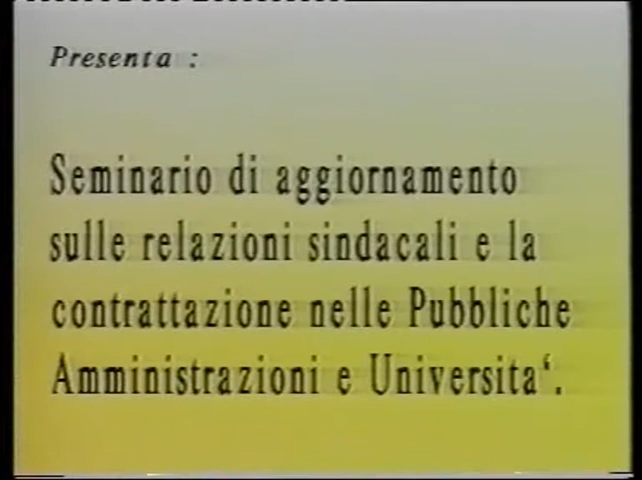 Presenta :
Seminario di aggiornamento
sulle relazioni sindacali e la
contrattazione nelle Pubbliche
Amministrazioni e Universita‘.